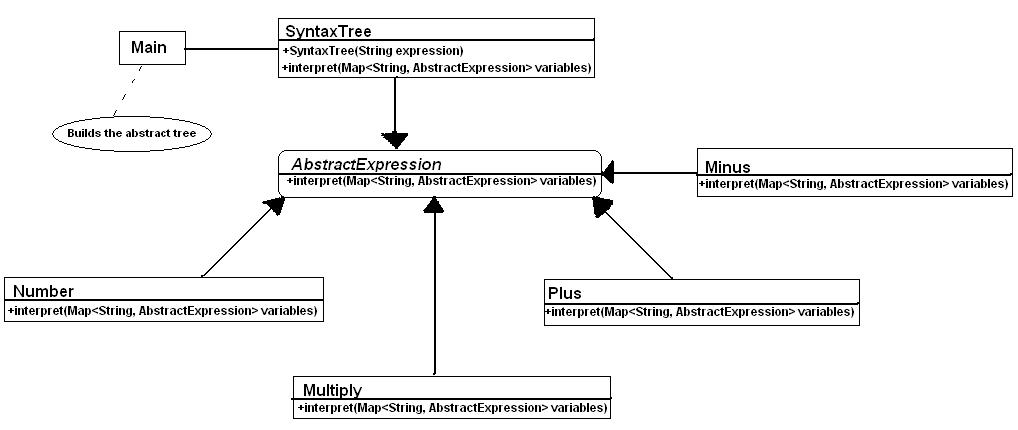 SyntaxTree
+SyntaxTree(String expression)
+interpret(Map<String, AbstractExpression> variables)
Main
Builds the abstract tree
AbstractExpression
+interpret(Map<String, AbstractExpression> variables)
Minus
+interpret(Map<String, AbstractExpression> variables)
Number
+interpret(Map<String, AbstractExpression> variables)
Plus
+interpret(Map<String, AbstractExpression> variables)
Multiply
+interpret(Map<String, AbstractExpression> variables)